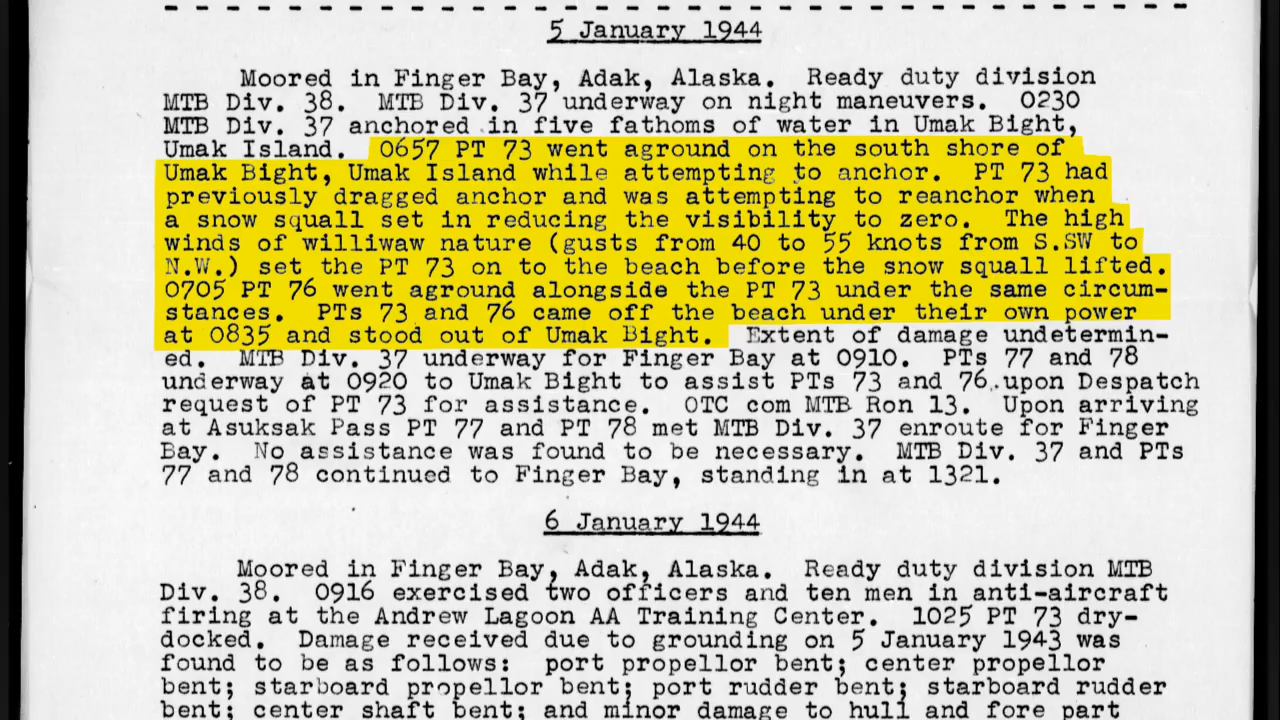 5 January 1944
Moored in Finger Bay, Adak, Alaska. Ready duty division
MTB Div. 38. MTB Div. 37 underway on night maneuvers. 0230
MTB Div. 37 anchored in five fathoms of water in Umak Bight,
Umak Island. 0657 PT 73 went aground on the south shore of
Umak Bight, Umak Island while attempting to anchor. PT 73 had
previously dragged anchor and was attempting to reanchor when
a snow squall set in reducing the visibility to zero. The high
winds of williwaw nature (gusts from 40 to 55 knots from S.SW to
N.W.) set the PT 73 on to the beach before the snow squall lifted.
0705 PT 76 went aground alongside the PT 73 under the same circum-
stances. PTs 73 and 76 came off the beach under their own power
at 0835 and stood out of Umak Bight. Extent of damage undetermin-
ed. MTB Div. 37 underway for Finger Bay at 0910. PTs 77 and 78
underway at 0920 to Umak Bight to assist PTs 73 and 76.upon Despatch
request of PT 73 for assistance. OTC com MTB Ron 13. Upon arriving
at Asuksak Pass PT 77 and PT 78 met MTB Div. 37 enroute for Finger
Bay. No assistance was found to be necessary. MTB Div. 37 and PTs
77 and 78 continued to Finger Bay, standing in at 1321.
6 January 1944
Moored in Finger Bay, Adak, Alaska. Ready duty division MTB
Div. 38. 0916 exercised two officers and ten men in anti-aircraft
firing at the Andrew Lagoon AA Training Center. 1025 PT 73 dry-
docked. Damage received due to grounding on 5 January 1943 was
found to be as follows: port propellor bent; center propellor
bent; starboard propellor bent; port rudder bent; starboard rudder
bent; center shaft bent; and minor damage to hull and fore part